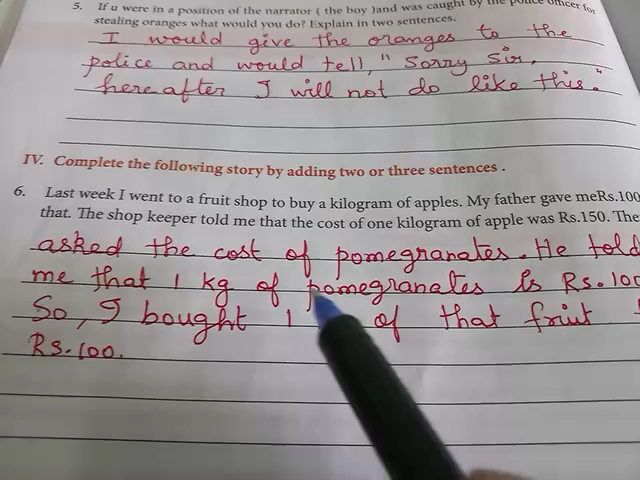 5. If u were in a position of the narrator ( the boy )and was caught by the police officer for
stealing oranges what would you do? Explain in two sentences.
I would give the oranges to the
police and would tell, "Sorry Sir,
hereafter I will not do like this."
IV. Complete the following story by adding two or three sentences .
6. Last week I went to a fruit shop to buy a kilogram of apples. My father gave meRs.100
that. The shop keeper told me that the cost of one kilogram of apple was Rs.150. The
asked the cost of pomegranates. He told
me that 1 kg of pomegranates is Rs.100
So, I bought 1 of that friut
Rs.100.